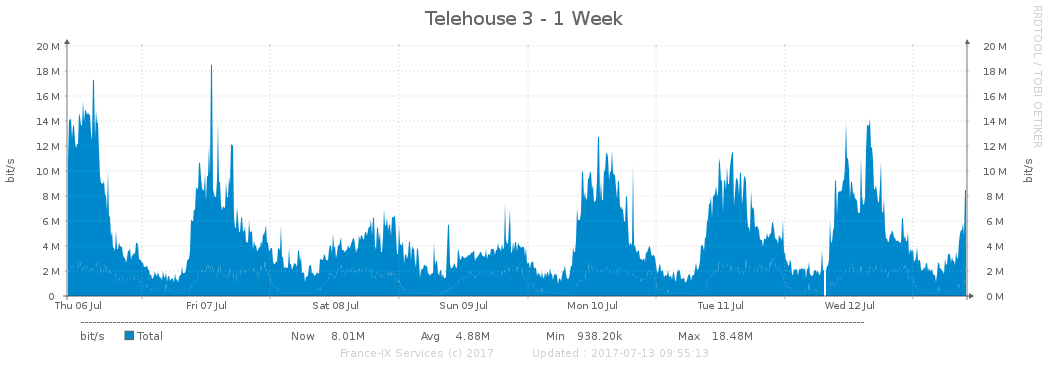 Telehouse 3 - 1 Week
RRDTOOL / TOBI OETIKER
20 M 20 M
18 M 18 M
16 M 16 M
14 M 14 M
12 M 12 M
10 M 10 M
8 M 8 M
6 M 6 M
4 M 4 M
2 M 2 M
0 0 M
bit/s
bit/s
Thu 06 Jul Fri 07 Jul Sat 08 Jul Sun 09 Jul Mon 10 Jul Tue 11 Jul Wed 12 Jul
bit/s Total Now 8.01M Avg 4.88M Min 938.20k Max 18.48M
France-IX Services (c) 2017 Updated : 2017-07-13 09:55:13